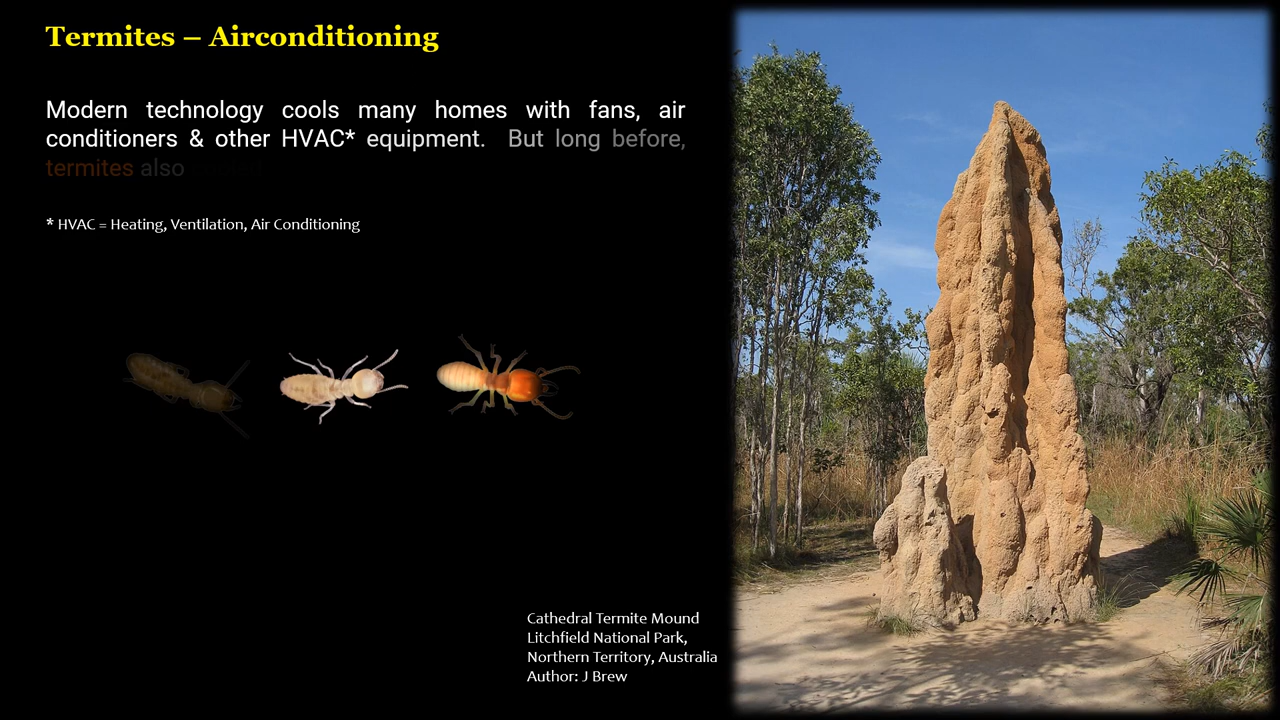 Termites – Airconditioning
Modern technology cools many homes with fans, air
conditioners & other HVAC* equipment. But long before,
termites also
* HVAC = Heating, Ventilation, Air Conditioning
Cathedral Termite Mound
Litchfield National Park,
Northern Territory, Australia
Author: J Brew